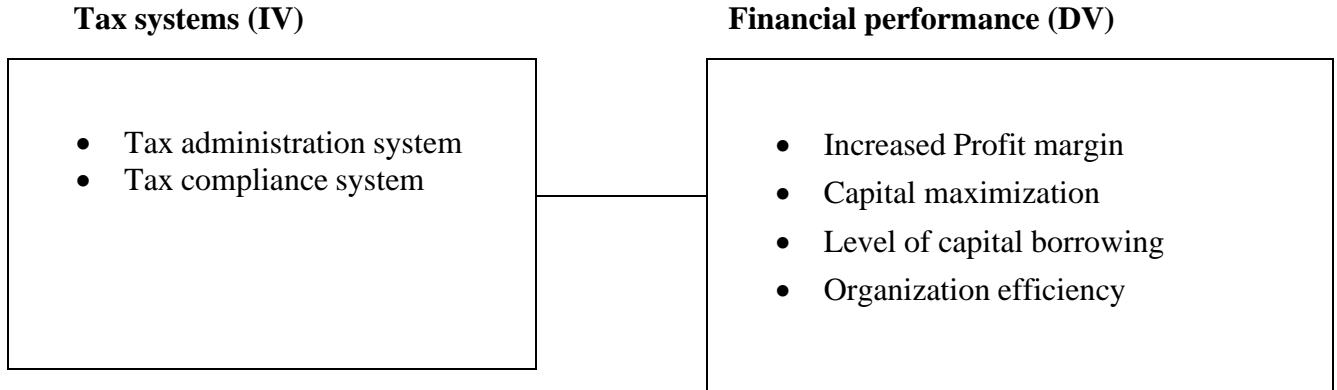 Tax systems (IV)
Financial performance (DV)
• Tax administration system
• Tax compliance system
• Increased Profit margin
• Capital maximization
• Level of capital borrowing
• Organization efficiency